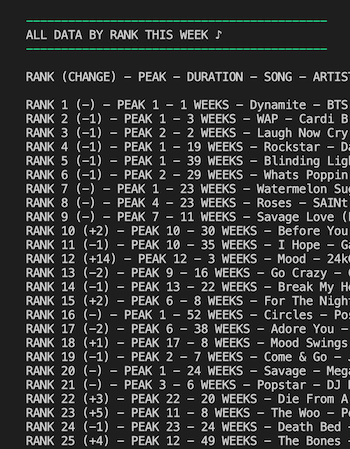 ALL DATA BY RANK THIS WEEK ♪
RANK (CHANGE) – PEAK – DURATION – SONG – ARTIST
RANK 1 (–) – PEAK 1 – 1 WEEKS – Dynamite – BTS
RANK 2 (–1) – PEAK 1 – 3 WEEKS – WAP – Cardi B
RANK 3 (–1) – PEAK 2 – 2 WEEKS – Laugh Now Cry
RANK 4 (–1) – PEAK 1 – 19 WEEKS – Rockstar – Da
RANK 5 (–1) – PEAK 1 – 39 WEEKS – Blinding Ligh
RANK 6 (–1) – PEAK 2 – 29 WEEKS – Whats Poppin
RANK 7 (–) – PEAK 1 – 23 WEEKS – Watermelon Sug
RANK 8 (–) – PEAK 4 – 23 WEEKS – Roses – SAINt
RANK 9 (–) – PEAK 7 – 11 WEEKS – Savage Love (
RANK 10 (+2) – PEAK 10 – 30 WEEKS – Before You
RANK 11 (–1) – PEAK 10 – 35 WEEKS – I Hope – Ga
RANK 12 (+14) – PEAK 12 – 3 WEEKS – Mood – 24k
RANK 13 (–2) – PEAK 9 – 16 WEEKS – Go Crazy –
RANK 14 (–1) – PEAK 13 – 22 WEEKS – Break My H
RANK 15 (+2) – PEAK 6 – 8 WEEKS – For The Night
RANK 16 (–) – PEAK 1 – 52 WEEKS – Circles – Pos
RANK 17 (–2) – PEAK 6 – 38 WEEKS – Adore You –
RANK 18 (+1) – PEAK 17 – 8 WEEKS – Mood Swings
RANK 19 (–1) – PEAK 2 – 7 WEEKS – Come & Go –
RANK 20 (–) – PEAK 1 – 24 WEEKS – Savage – Meg
RANK 21 (–) – PEAK 3 – 6 WEEKS – Popstar – DJ
RANK 22 (+3) – PEAK 22 – 20 WEEKS – Die From A
RANK 23 (+5) – PEAK 11 – 8 WEEKS – The Woo – Po
RANK 24 (–1) – PEAK 23 – 24 WEEKS – Death Bed –
RANK 25 (+4) – PEAK 12 – 49 WEEKS – The Bones –